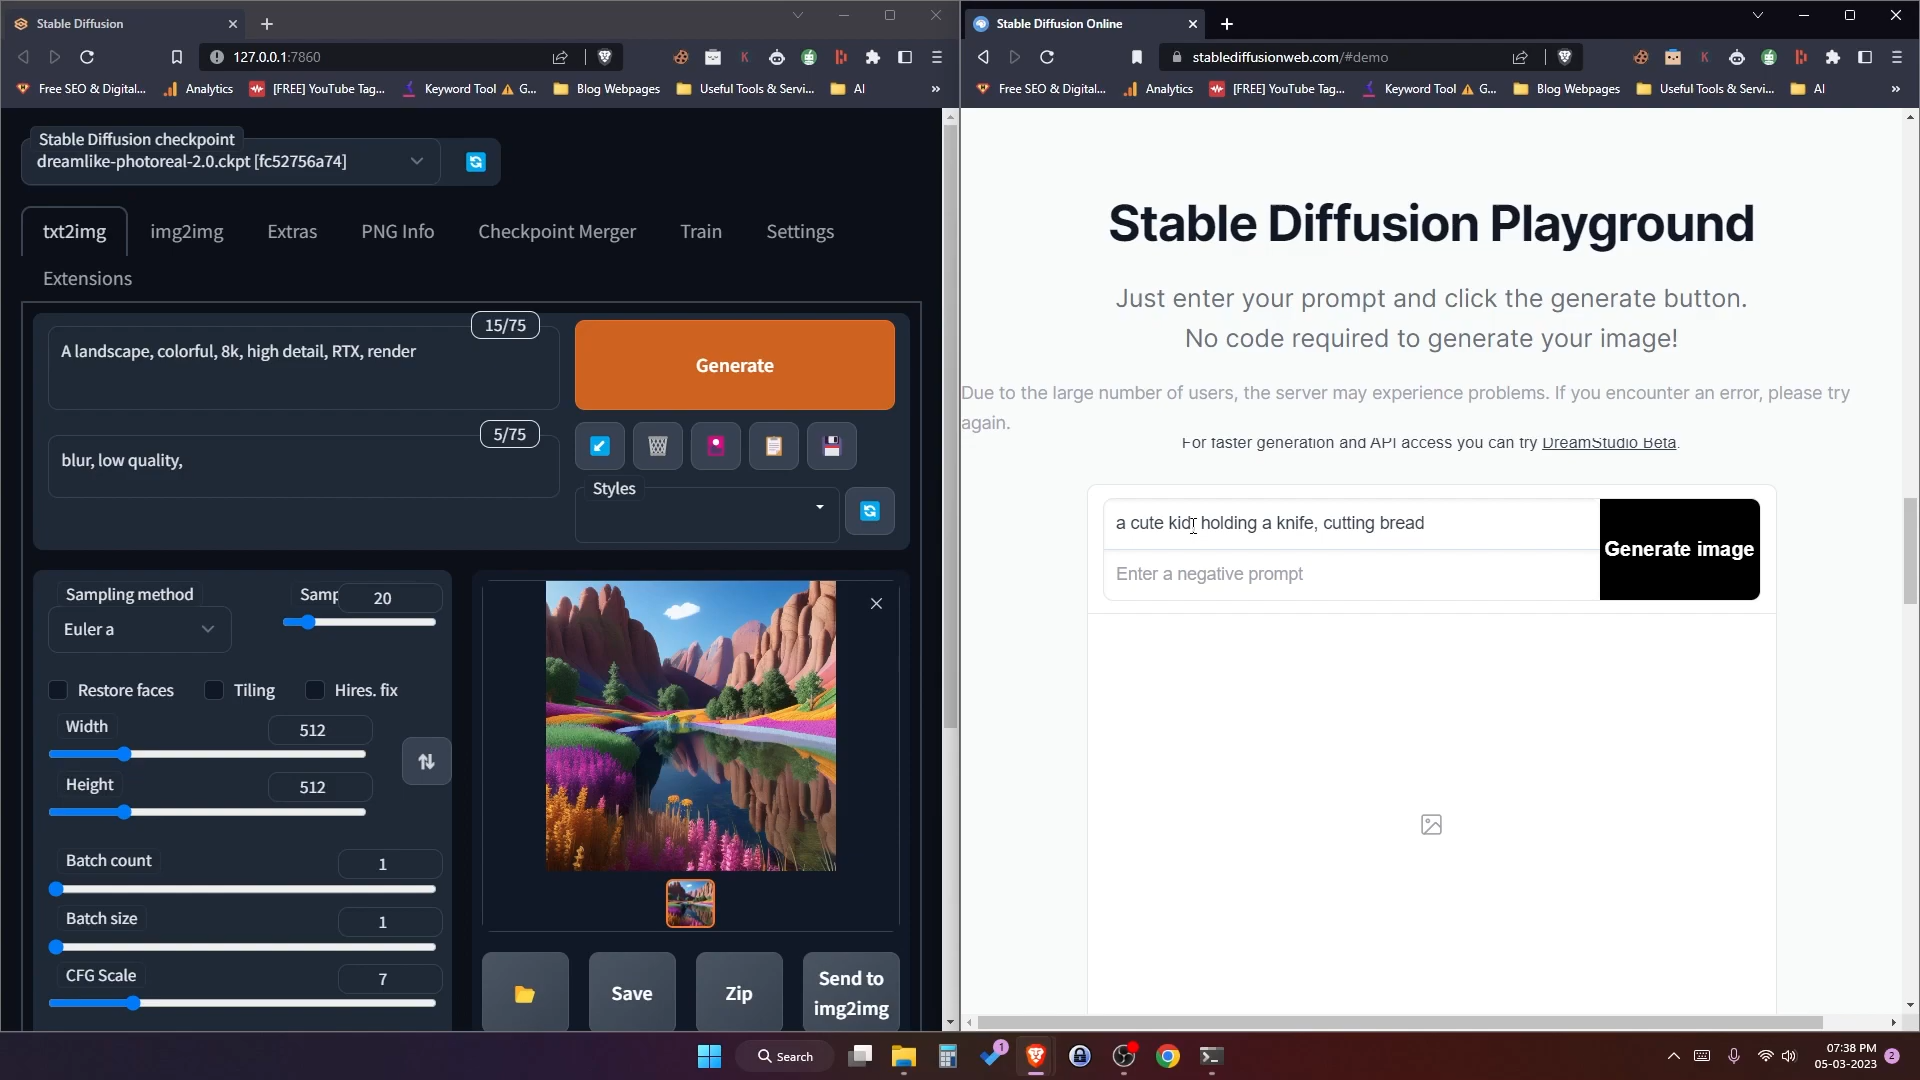 Stable Diffusion
127.0.0.1:7860
Free SEO & Digital...
Analytics
[FREE] YouTube Tag...
Keyword Tool ⚠ G...
Blog Webpages
Useful Tools & Servi...
AI
»
Stable Diffusion checkpoint
dreamlike-photoreal-2.0.ckpt [fc52756a74]
txt2img
img2img
Extras
PNG Info
Checkpoint Merger
Train
Settings
Extensions
15/75
A landscape, colorful, 8k, high detail, RTX, render
Generate
5/75
blur, low quality,
Styles
Sampling method
Euler a
Samp
20
Restore faces
Tiling
Hires. fix
Width
512
Height
512
Batch count
1
Batch size
1
CFG Scale
7
Save
Zip
Send to
img2img
Stable Diffusion Online
stablediffusionweb.com/#demo
Free SEO & Digital...
Analytics
[FREE] YouTube Tag...
Keyword Tool ⚠ G...
Blog Webpages
Useful Tools & Servi...
AI
»
Stable Diffusion Playground
Just enter your prompt and click the generate button.
No code required to generate your image!
Due to the large number of users, the server may experience problems. If you encounter an error, please try
again.
For faster generation and API access you can try DreamStudio Beta.
a cute kid, holding a knife, cutting bread
Enter a negative prompt
Generate image
Search
1
07:38 PM
05-03-2023
2